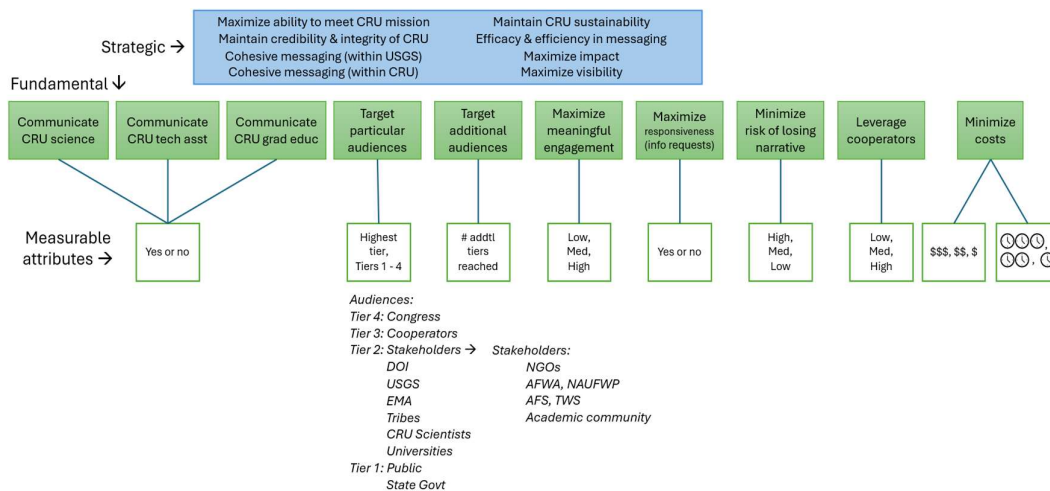 Strategic →
Maximize ability to meet CRU mission
Maintain credibility & integrity of CRU
Cohesive messaging (within USGS)
Cohesive messaging (within CRU)
Maintain CRU sustainability
Efficacy & efficiency in messaging
Maximize impact
Maximize visibility
Fundamental ↓
Communicate
CRU science
Communicate
CRU tech asst
Communicate
CRU grad educ
Target
particular
audiences
Target
additional
audiences
Maximize
meaningful
engagement
Maximize
responsiveness
(info requests)
Minimize
risk of losing
narrative
Leverage
cooperators
Minimize
costs
Measurable
attributes →
Yes or no
Highest
tier,
Tiers 1 - 4
# addtl
tiers
reached
Low,
Med,
High
Yes or no
High,
Med,
Low
Low,
Med,
High
$$$, $$, $
Audiences:
Tier 4: Congress
Tier 3: Cooperators
Tier 2: Stakeholders →
DOI
USGS
EMA
Tribes
CRU Scientists
Universities
Tier 1: Public
State Govt
Stakeholders:
NGOs
AFWA, NAUFWP
AFS, TWS
Academic community